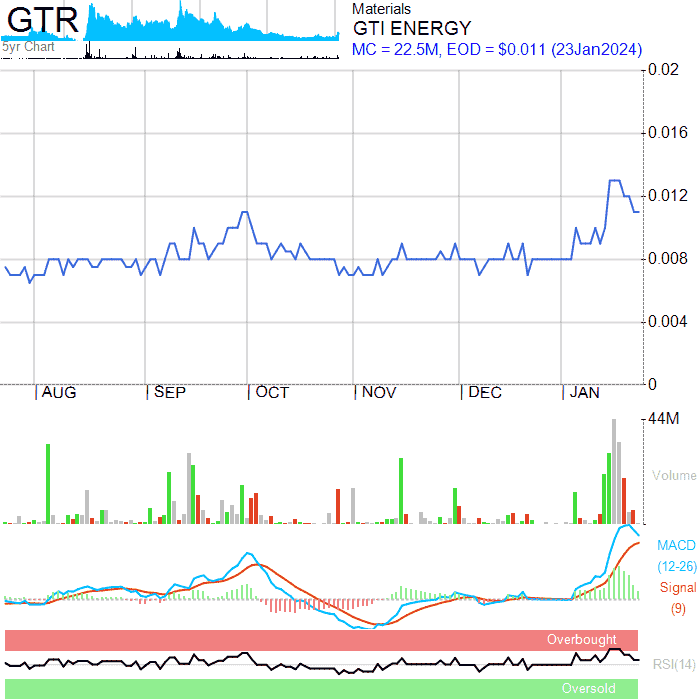 GTR
5yr Chart
Materials
GTI ENERGY
MC = 22.5M, EOD = $0.011 (23Jan2024)
0.02
0.016
0.012
0.008
0.004
0
AUG SEP OCT NOV DEC JAN
44M
Volume
MACD
(12-26)
Signal
(9)
Overbought
RSI(14)
Oversold